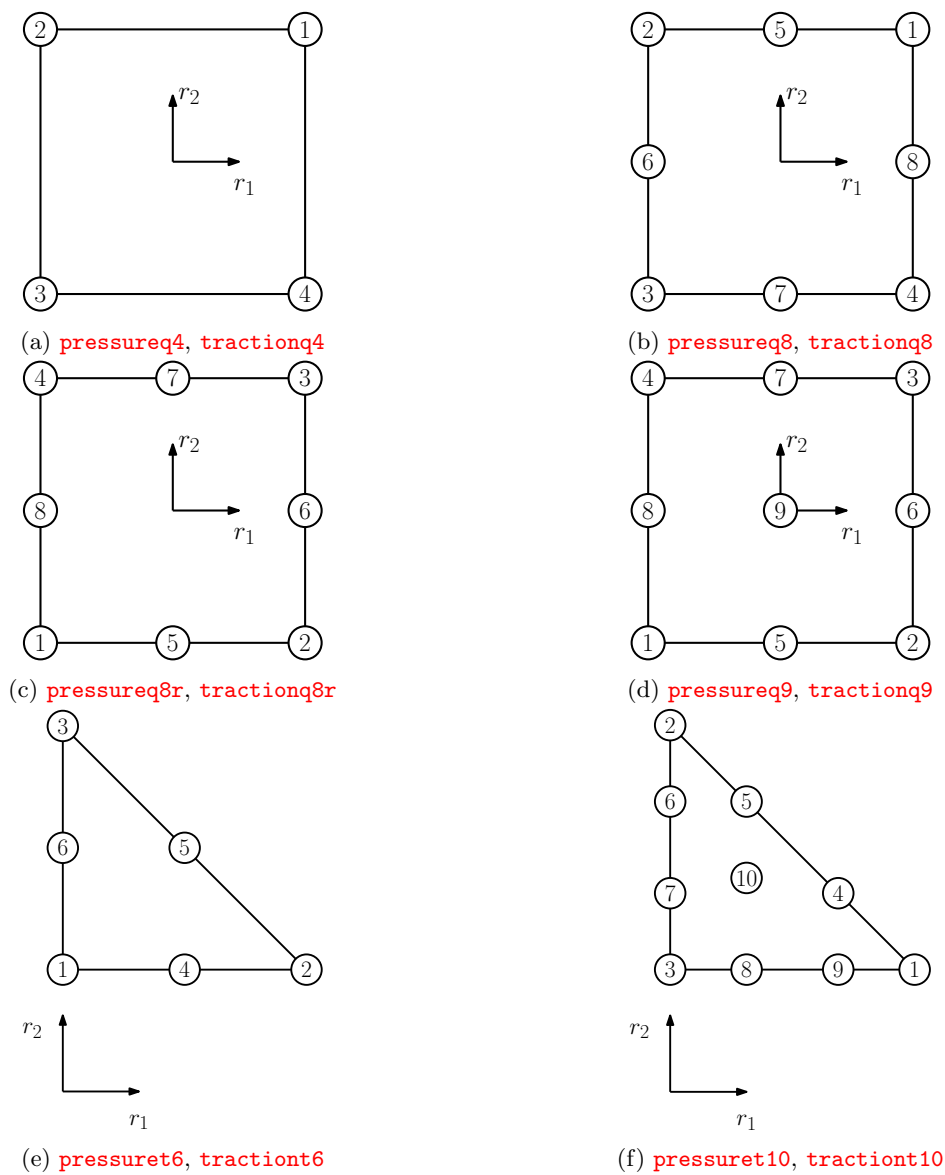 2 1 2 5 1
r2 r2
6 8
r1 r1
3 4 3 7 4
(a) pressureq4, tractionq4 (b) pressureq8, tractionq8
4 7 3 4 7 3
r2 r2
8 6 8 9 6
r1 r1
1 5 2 1 5 2
(c) pressureq8r, tractionq8r (d) pressureq9, tractionq9
3 2
6 5
6 5
10
7 4
1 4 2 3 8 9 1
r2 r2
r1 r1
(e) pressuret6, tractiont6 (f) pressuret10, tractiont10